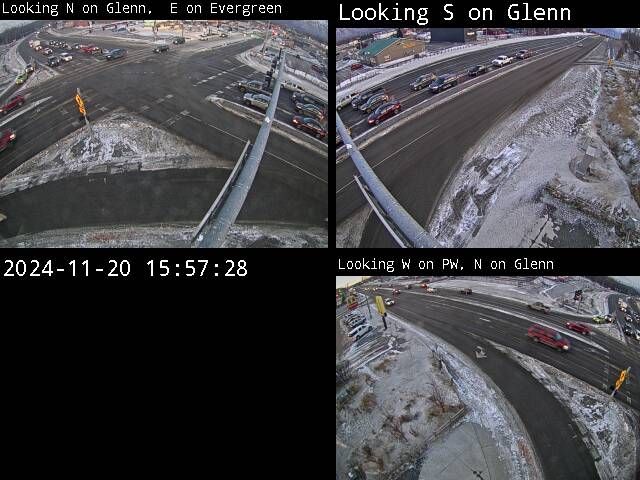 Looking N on Glenn, E on Evergreen
Looking S on Glenn
2024-11-20 15:57:28
Looking W on PW, N on Glenn